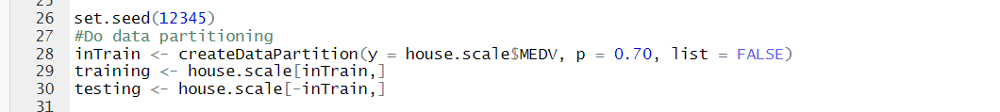 25
26 set.seed(12345)
27 #Do data partitioning
28 inTrain <- createDataPartition(y = house.scale$MEDV, p = 0.70, list = FALSE)
29 training <- house.scale[inTrain,]
30 testing <- house.scale[-inTrain,]
31